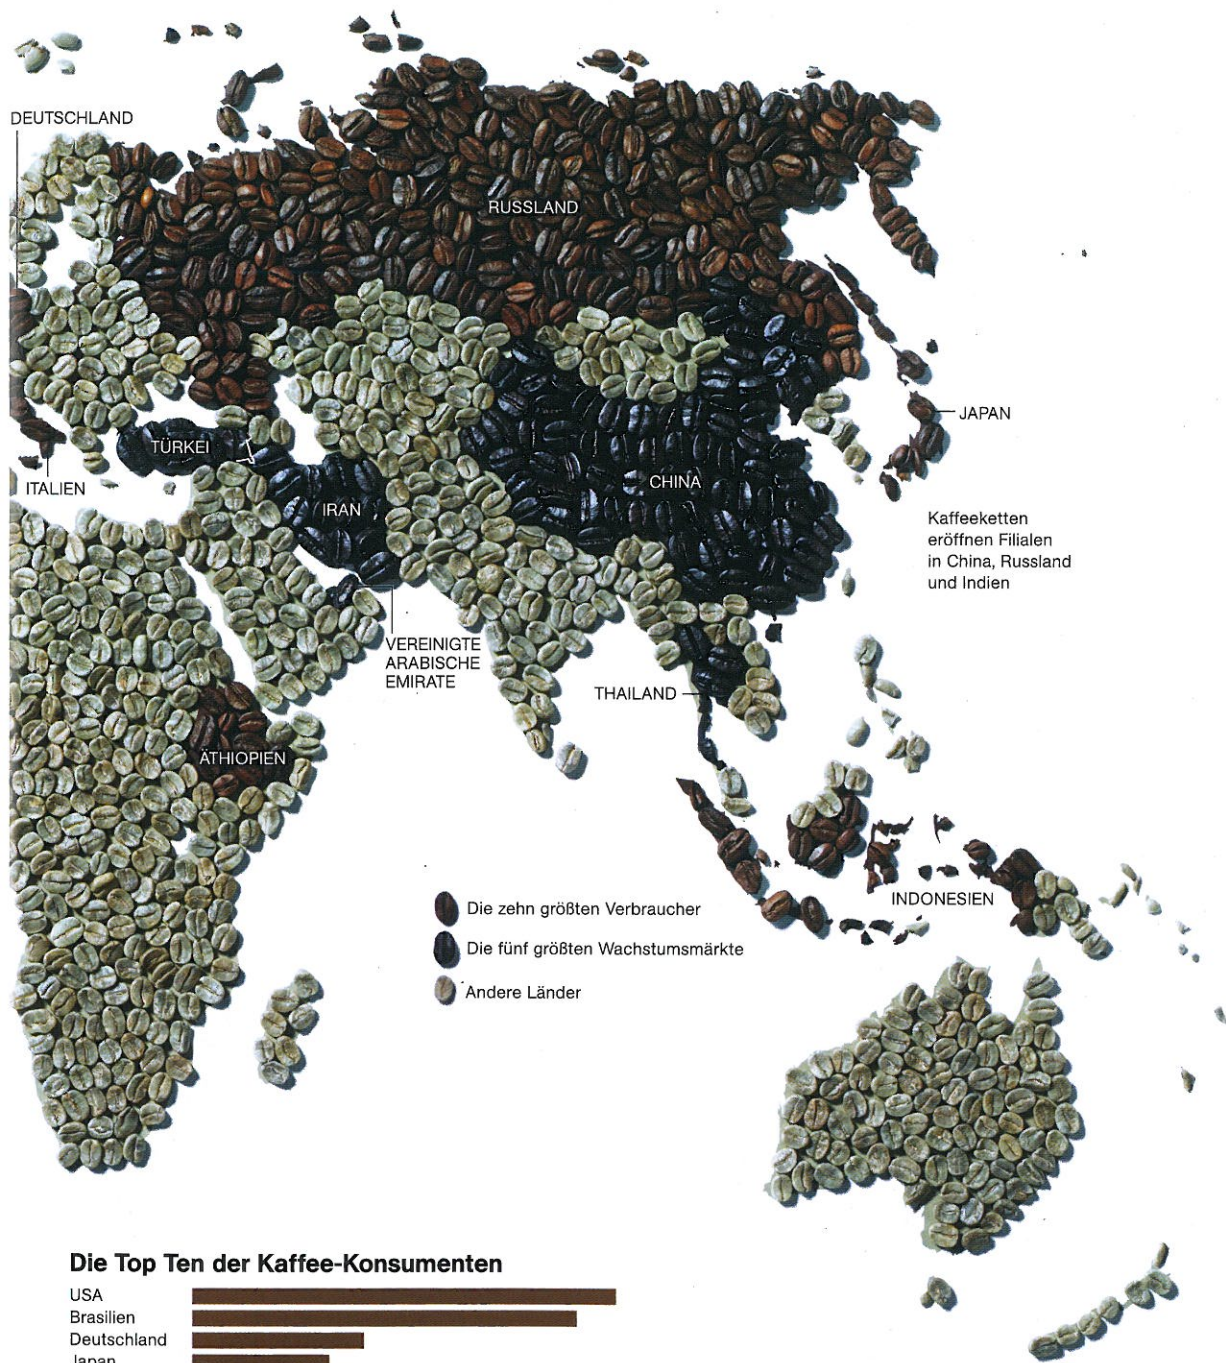 DEUTSCHLAND
RUSSLAND
JAPAN
TÜRKEI
ITALIEN
IRAN
CHINA
Kaffeeketten
eröffnen Filialen
in China, Russland
und Indien
VEREINIGTE
ARABISCHE
EMIRATE
THAILAND
ÄTHIOPIEN
INDONESIEN
Die zehn größten Verbraucher
Die fünf größten Wachstumsmärkte
Andere Länder
Die Top Ten der Kaffee-Konsumenten
USA
Brasilien
Deutschland
Japan